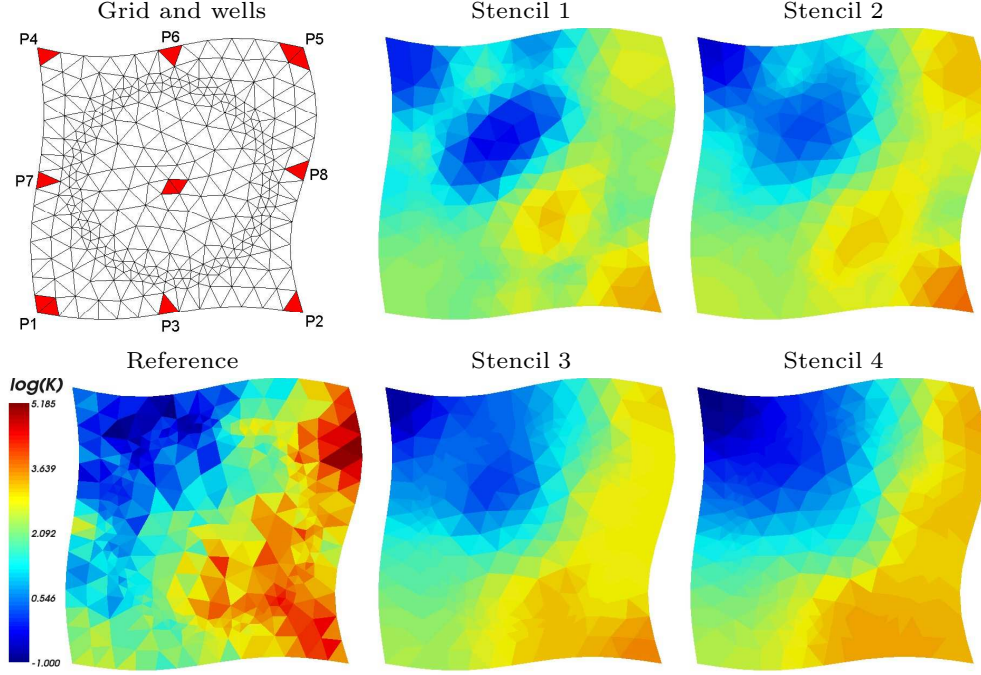 Grid and wells
Stencil 1
Stencil 2
P4
P6
P5
P7
P8
P1
P3
P2
Reference
Stencil 3
Stencil 4
log(K)
5.185
3.639
2.092
0.546
-1.000